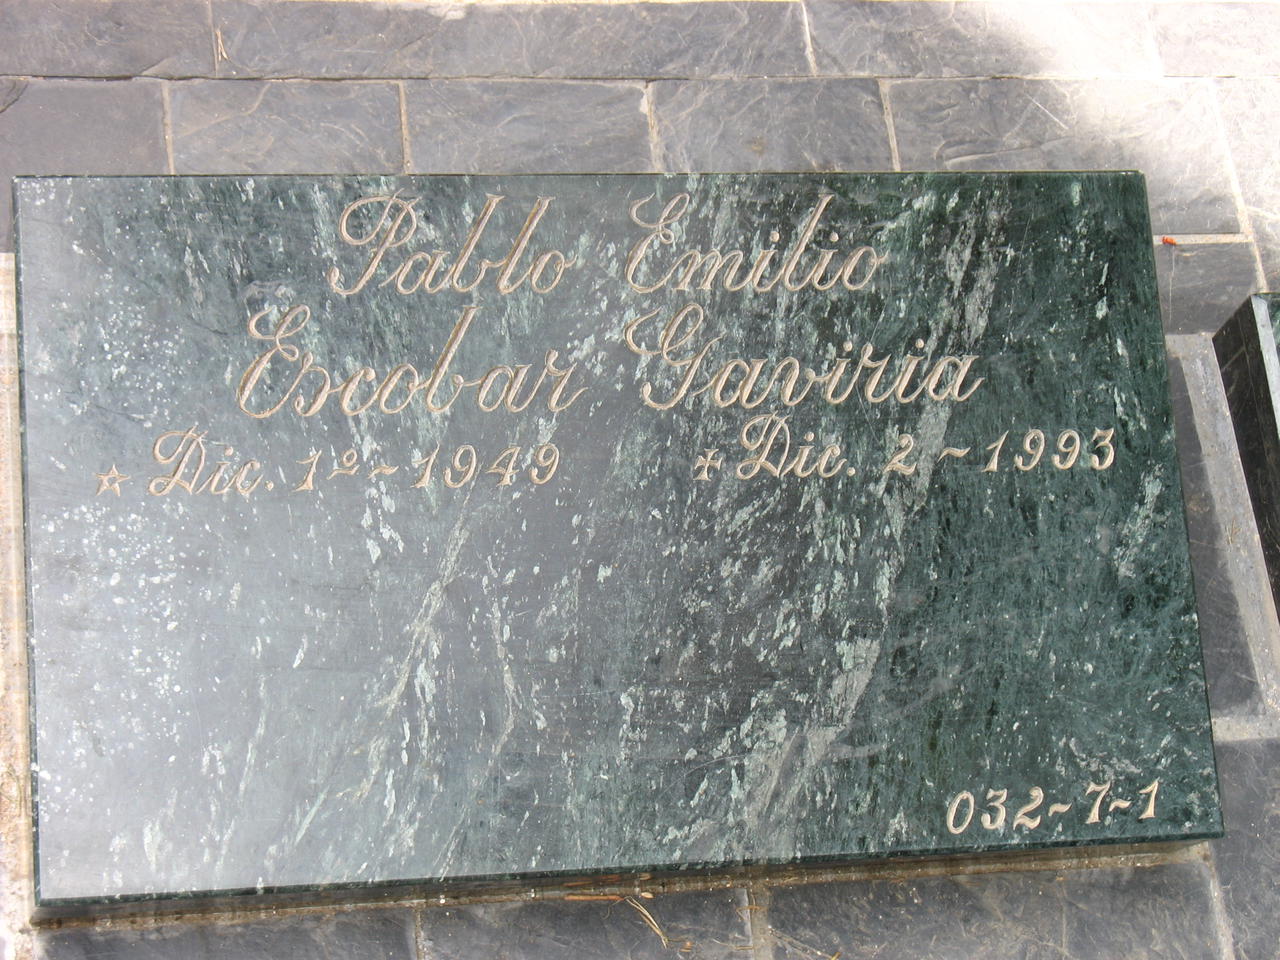 Pablo Emilio
Escobar Gaviria
☆ Dic. 1º~1949 ✠ Dic. 2~1993
032~7~1